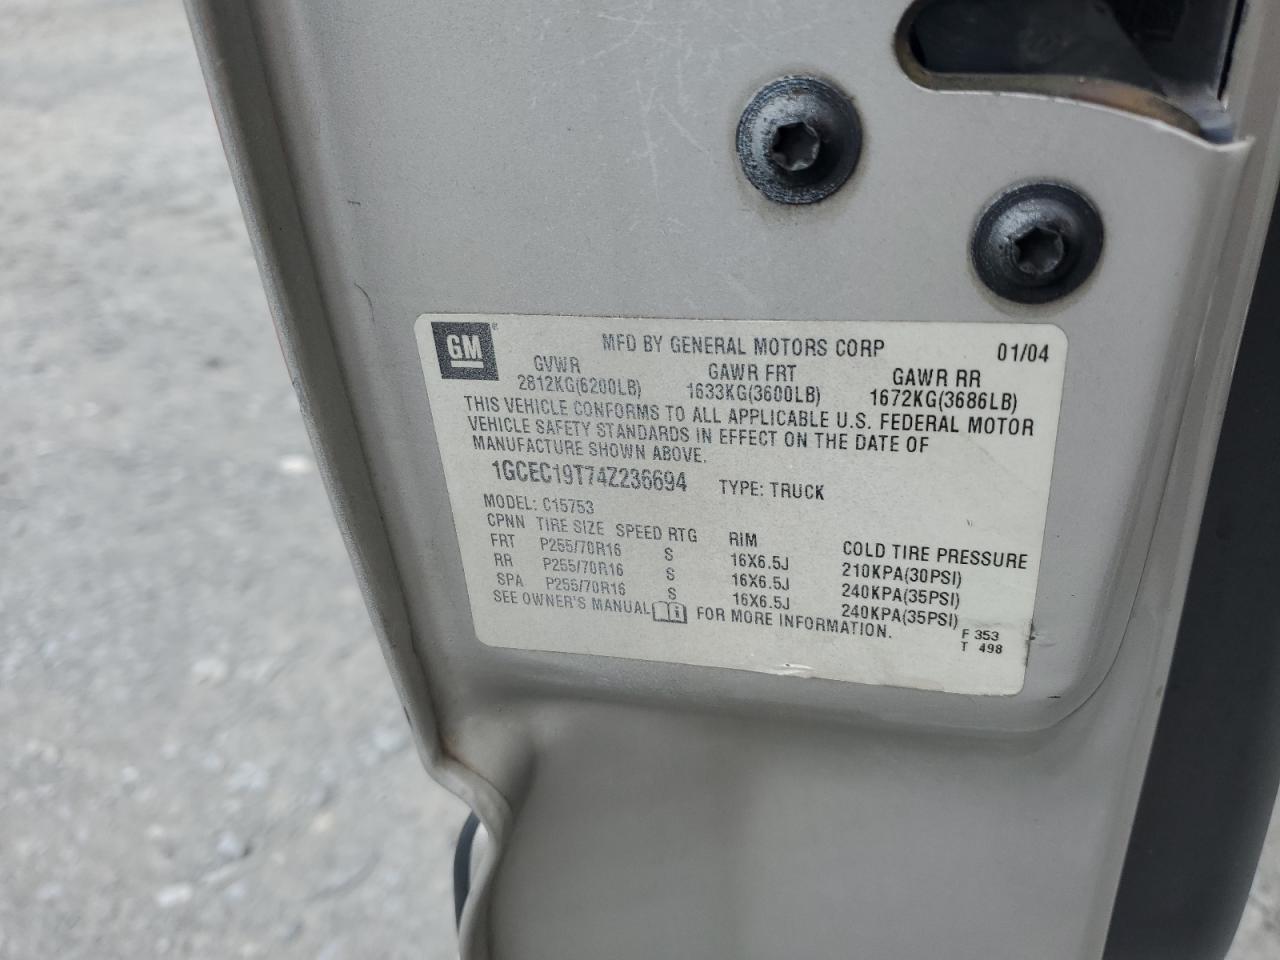 GM® MFD BY GENERAL MOTORS CORP 01/04
GVWR GAWR FRT GAWR RR
2812KG(6200LB) 1633KG(3600LB) 1672KG(3686LB)
THIS VEHICLE CONFORMS TO ALL APPLICABLE U.S. FEDERAL MOTOR
VEHICLE SAFETY STANDARDS IN EFFECT ON THE DATE OF
MANUFACTURE SHOWN ABOVE.
1GCEC19T74Z236694 TYPE: TRUCK
MODEL: C15753
CPNN TIRE SIZE SPEED RTG RIM COLD TIRE PRESSURE
FRT P255/70R16 S 16X6.5J 210KPA(30PSI)
RR P255/70R16 S 16X6.5J 240KPA(35PSI)
SPA P255/70R16 S 16X6.5J 240KPA(35PSI)
SEE OWNER'S MANUAL FOR MORE INFORMATION.
F 353
T 498